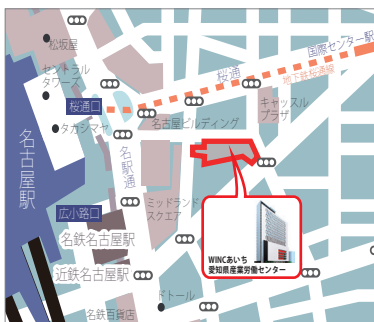 松坂屋
セントラル
タワーズ
桜通口
タカシマヤ
名古屋駅
広小路口
名鉄名古屋駅
近鉄名古屋駅
名鉄百貨店
名駅通
ミッドランド
スクエア
ドトール
名古屋ビルディング
桜通
国際センター駅
地下鉄桜通線
キャッスル
プラザ
WINCあいち
愛知県産業労働センター